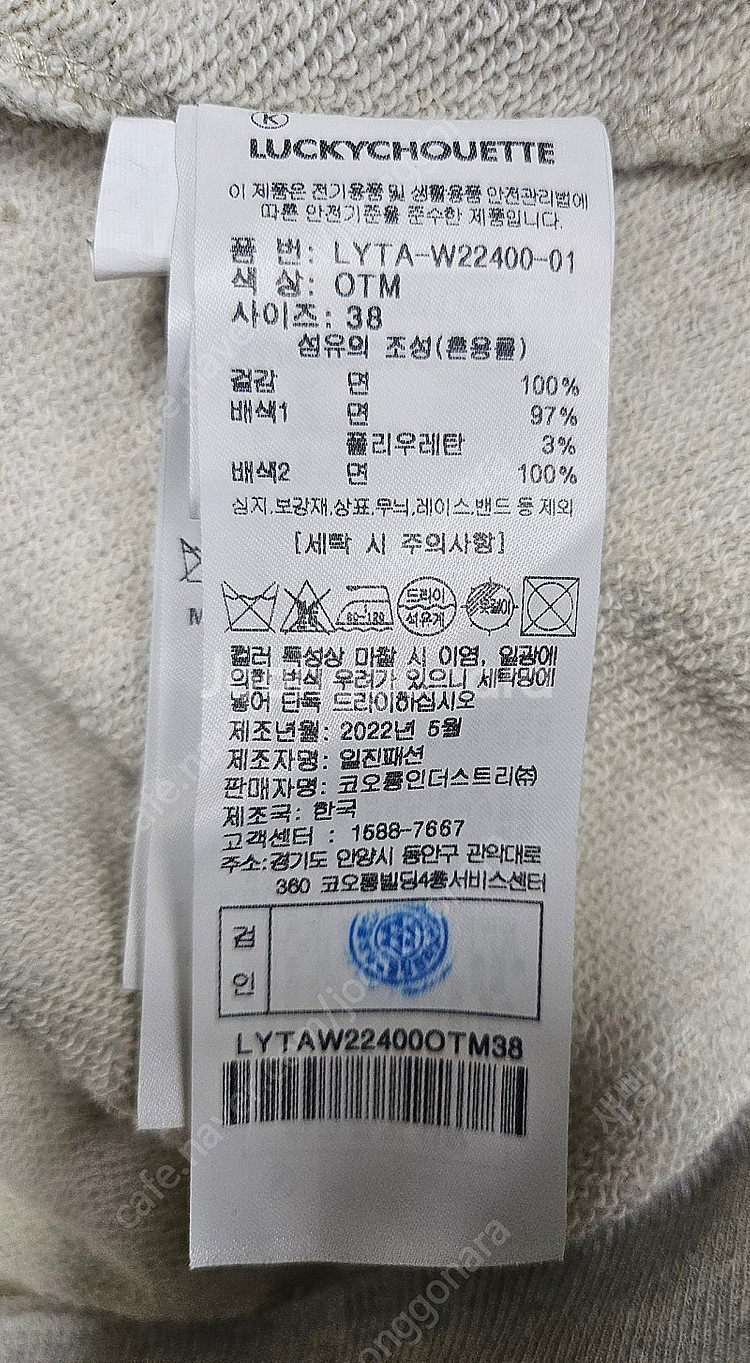 K
LUCKYCHOUETTE
이 제품은 전기용품 및 생활용품 안전관리법에
따른 안전기준을 준수한 제품입니다.
품 번: LYTA-W22400-01
색 상: OTM
사이즈: 38
섬유의 조성(혼용률)
겉감 면 100%
배색1 면 97%
폴리우레탄 3%
배색2 면 100%
심지,보강재,상표,무늬,레이스,밴드 등 제외
[세탁 시 주의사항]
드라이
석유계
옷걸이
컬러 특성상 마찰 시 이염, 일광에
의한 변색 우려가 있으니 세탁망에
넣어 단독 드라이하십시오
제조년월: 2022년 5월
제조자명: 일진패션
판매자명: 코오롱인더스트리㈜
제조국: 한국
고객센터 : 1588-7667
주소:경기도 안양시 동안구 관악대로
360 코오롱빌딩4층서비스센터
검
인
LYTAW22400OTM38